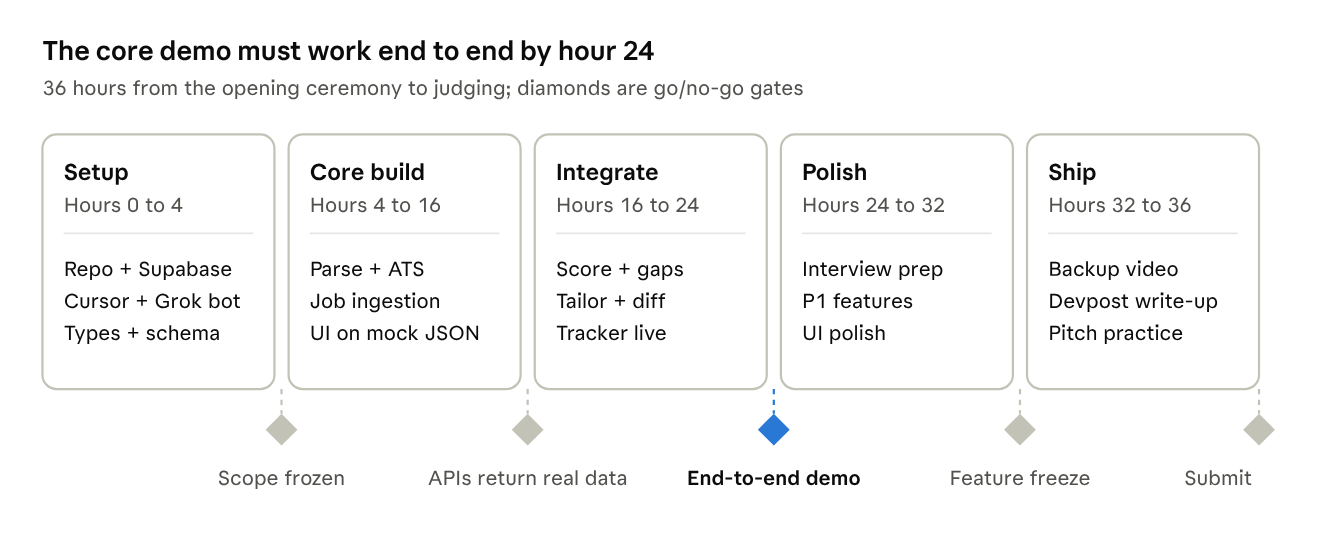 The core demo must work end to end by hour 24
36 hours from the opening ceremony to judging; diamonds are go/no-go gates
Setup
Hours 0 to 4
Repo + Supabase
Cursor + Grok bot
Types + schema
Core build
Hours 4 to 16
Parse + ATS
Job ingestion
UI on mock JSON
Integrate
Hours 16 to 24
Score + gaps
Tailor + diff
Tracker live
Polish
Hours 24 to 32
Interview prep
P1 features
UI polish
Ship
Hours 32 to 36
Backup video
Devpost write-up
Pitch practice
Scope frozen
APIs return real data
End-to-end demo
Feature freeze
Submit